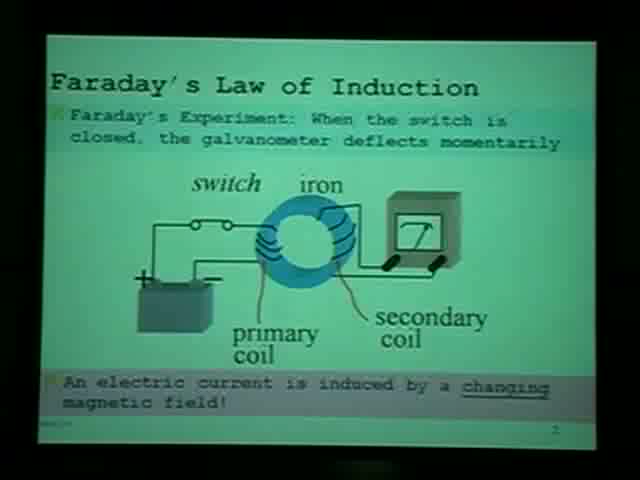 Faraday's Law of Induction
Faraday's Experiment: When the switch is
closed, the galvanometer deflects momentarily
switch
iron
+
−
primary
coil
secondary
coil
An electric current is induced by a changing
magnetic field!
2